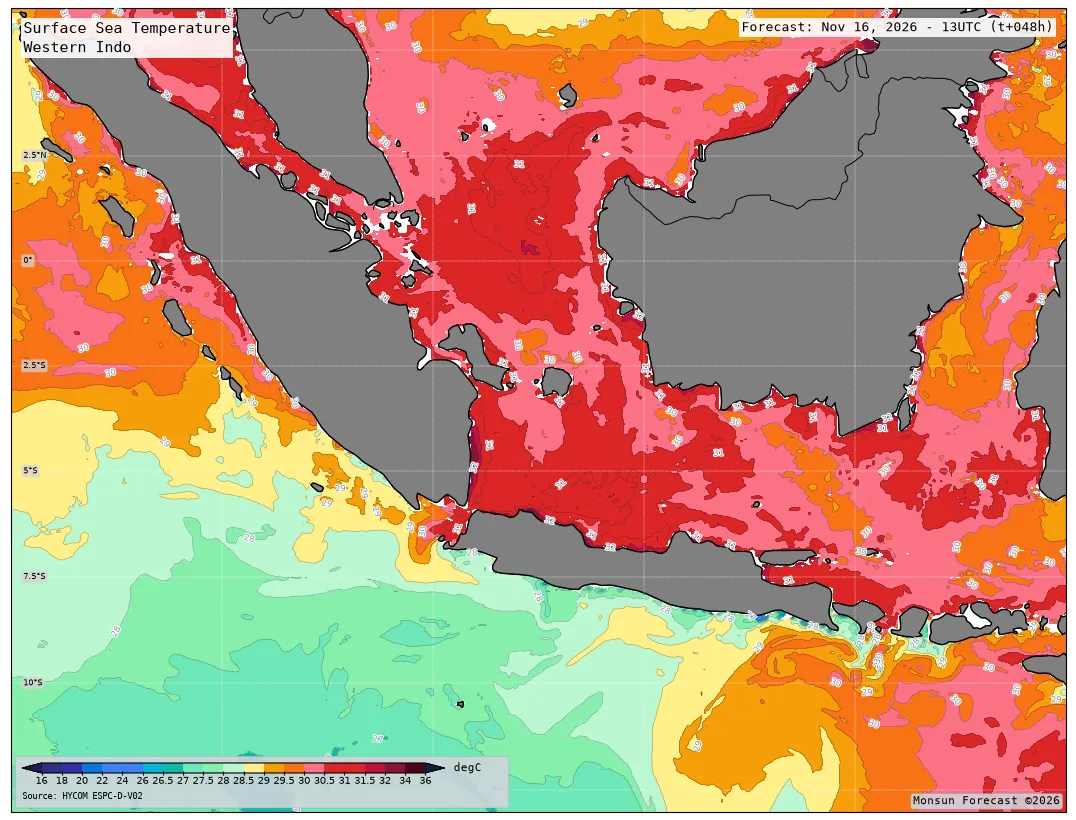 Surface Sea Temperature
Western Indo
Forecast: Nov 16, 2026 - 13UTC (t+048h)
2.5°N
0°
2.5°S
5°S
7.5°S
10°S
degC
16 18 20 22 24 26 26.5 27 27.5 28 28.5 29 29.5 30 30.5 31 31.5 32 34 36
Source: HYCOM ESPC-D-V02
Monsun Forecast ©2026